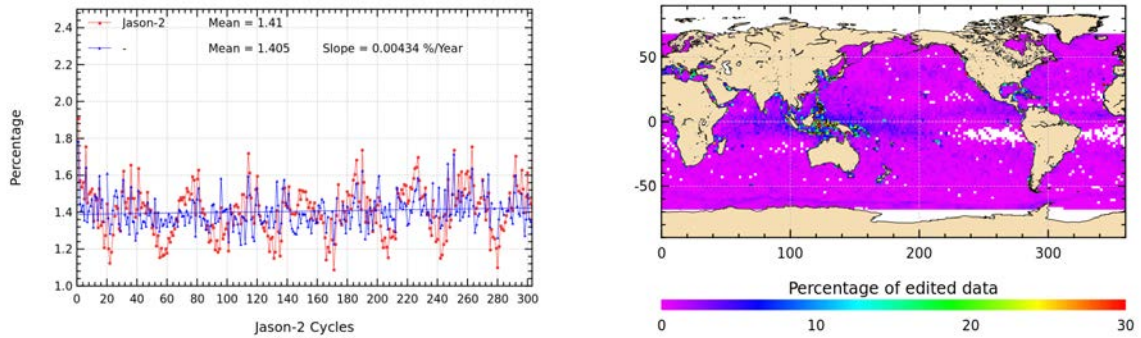 Jason-2 Mean = 1.41
- Mean = 1.405 Slope = 0.00434 %/Year
Percentage
2.4
2.2
2.0
1.8
1.6
1.4
1.2
1.0
0 20 40 60 80 100 120 140 160 180 200 220 240 260 280 300
Jason-2 Cycles
50
0
-50
0 100 200 300
Percentage of edited data
0 10 20 30